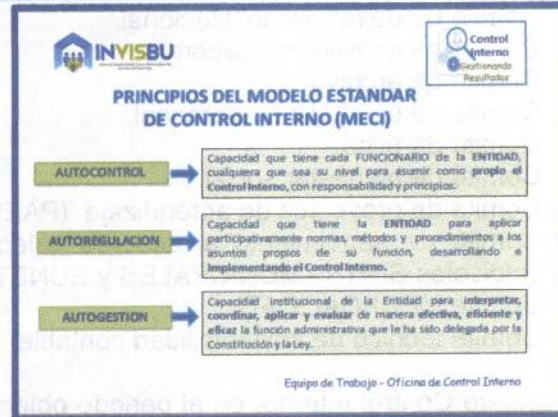 INVISBU
Control
Interno
Gestionando
Resultados
PRINCIPIOS DEL MODELO ESTANDAR
DE CONTROL INTERNO (MECI)
AUTOCONTROL
Capacidad que tiene cada FUNCIONARIO de la ENTIDAD,
cualquiera que sea su nivel para asumir como propio el
Control Interno, con responsabilidad y principios.
AUTOREGULACION
Capacidad que tiene la ENTIDAD para aplicar
participativamente normas, métodos y procedimientos a los
asuntos propios de su función, desarrollando e
implementando el Control Interno.
AUTOGESTION
Capacidad institucional de la Entidad para interpretar,
coordinar, aplicar y evaluar de manera efectiva, eficiente y
eficaz la función administrativa que le ha sido delegada por la
Constitución y la Ley.
Equipo de Trabajo - Oficina de Control Interno